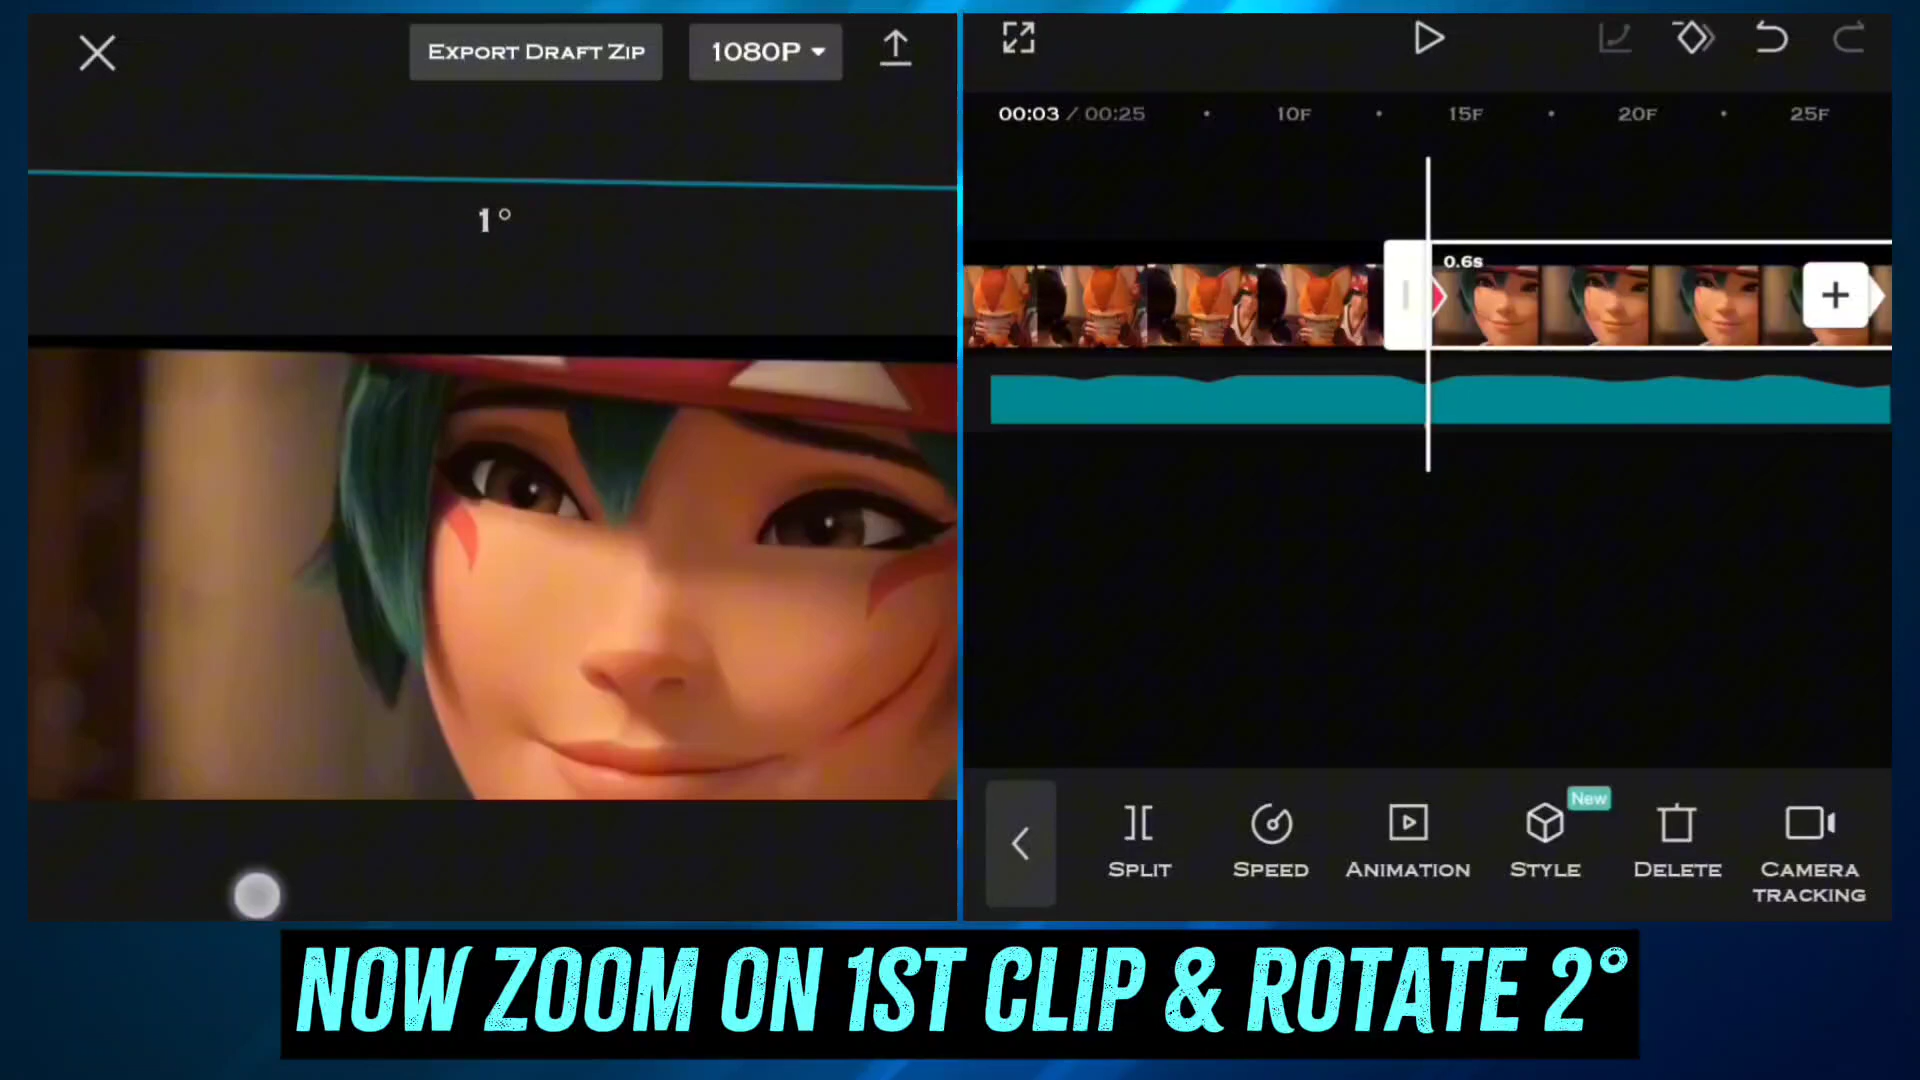 Export Draft Zip
1080P
1°
00:03 / 00:25
10F
15F
20F
25F
0.6s
New
Split
Speed
Animation
Style
Delete
Camera
Tracking
NOW ZOOM ON 1ST CLIP & ROTATE 2°